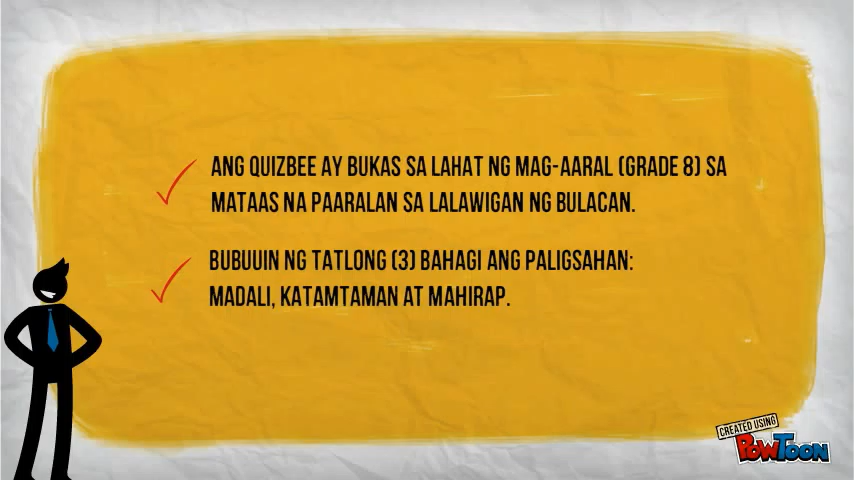 ANG QUIZBEE AY BUKAS SA LAHAT NG MAG-AARAL (GRADE 8) SA
MATAAS NA PAARALAN SA LALAWIGAN NG BULACAN.
BUBUUIN NG TATLONG (3) BAHAGI ANG PALIGSAHAN:
MADALI, KATAMTAMAN AT MAHIRAP.
CREATED USING
POWTOON